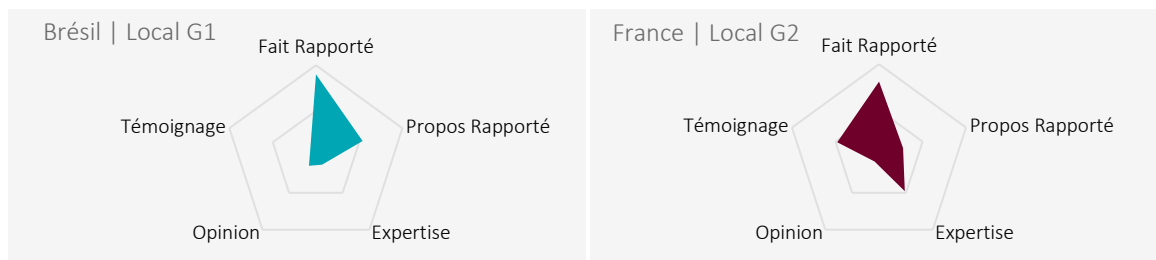 Brésil | Local G1
Fait Rapporté
Témoignage
Propos Rapporté
Opinion
Expertise
France | Local G2
Fait Rapporté
Témoignage
Propos Rapporté
Opinion
Expertise